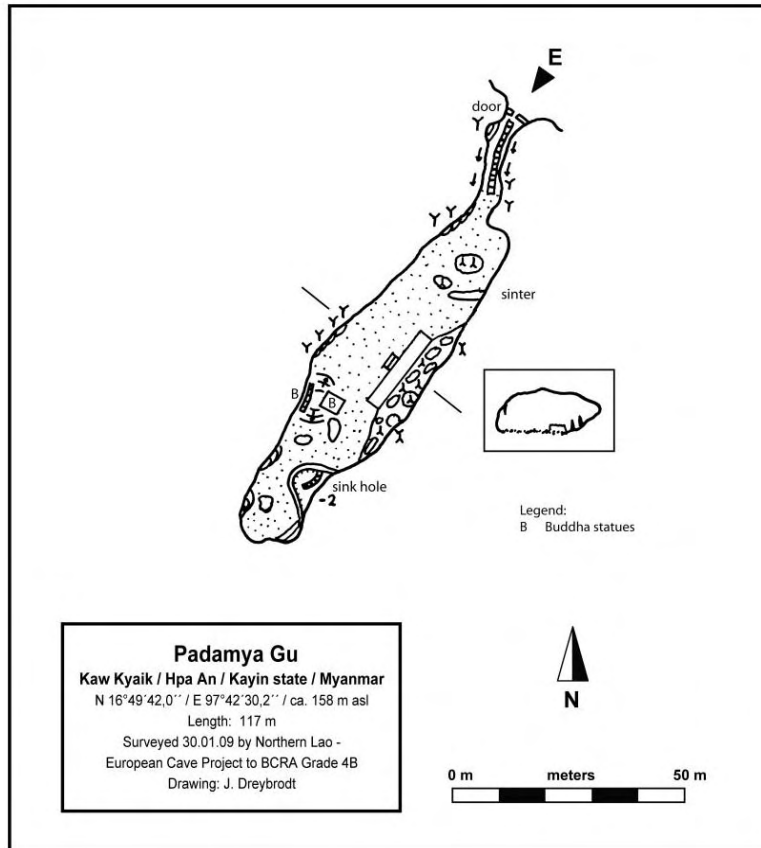 E
door
sinter
B
B
sink hole
-2
Legend:
B Buddha statues
Padamya Gu
Kaw Kyaik / Hpa An / Kayin state / Myanmar
N 16°49´42,0´´ / E 97°42´30,2´´ / ca. 158 m asl
Length: 117 m
Surveyed 30.01.09 by Northern Lao -
European Cave Project to BCRA Grade 4B
Drawing: J. Dreybrodt
N
0 m meters 50 m